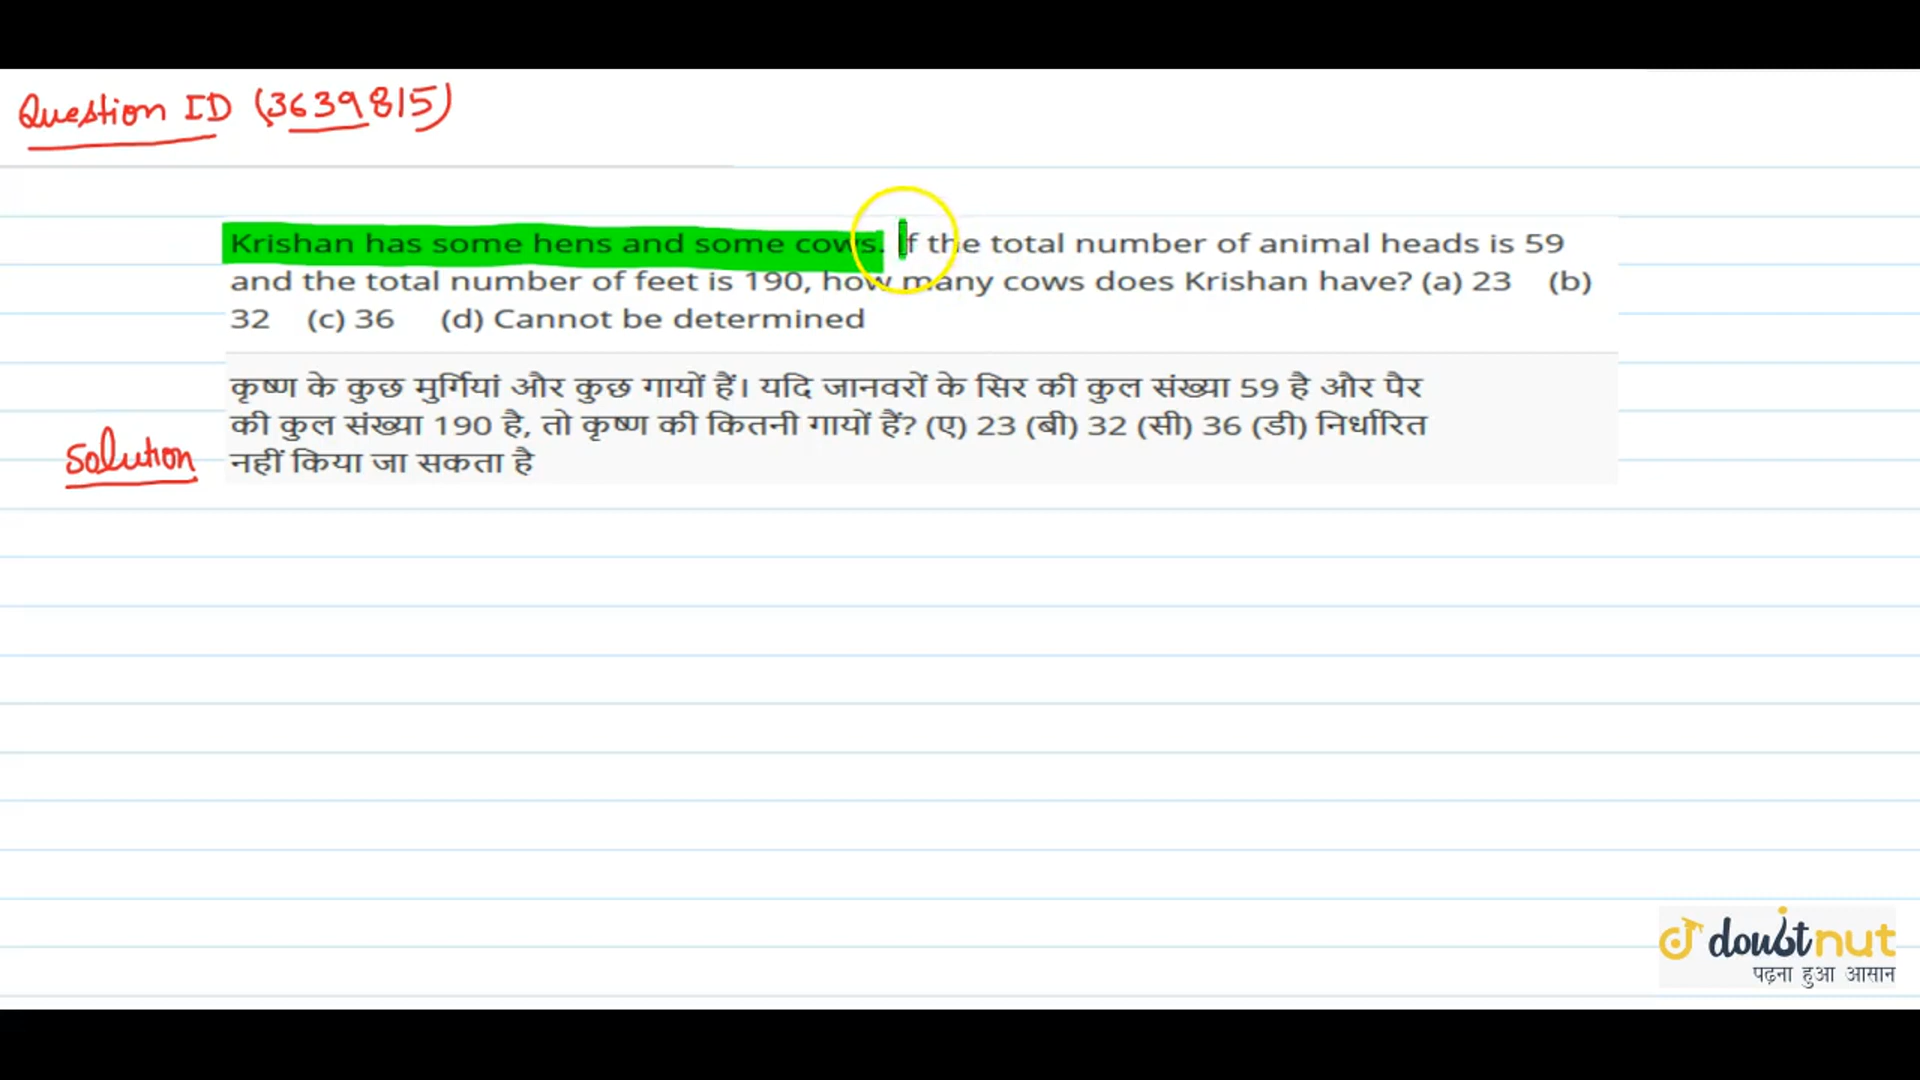 Question ID (3639815)
Krishan has some hens and some cows. If the total number of animal heads is 59
and the total number of feet is 190, how many cows does Krishan have? (a) 23 (b)
32 (c) 36 (d) Cannot be determined
कृष्ण के कुछ मुर्गियां और कुछ गायों हैं। यदि जानवरों के सिर की कुल संख्या 59 है और पैर
की कुल संख्या 190 है, तो कृष्ण की कितनी गायों हैं? (ए) 23 (बी) 32 (सी) 36 (डी) निर्धारित
नहीं किया जा सकता है
Solution
doubtnut
पढ़ना हुआ आसान